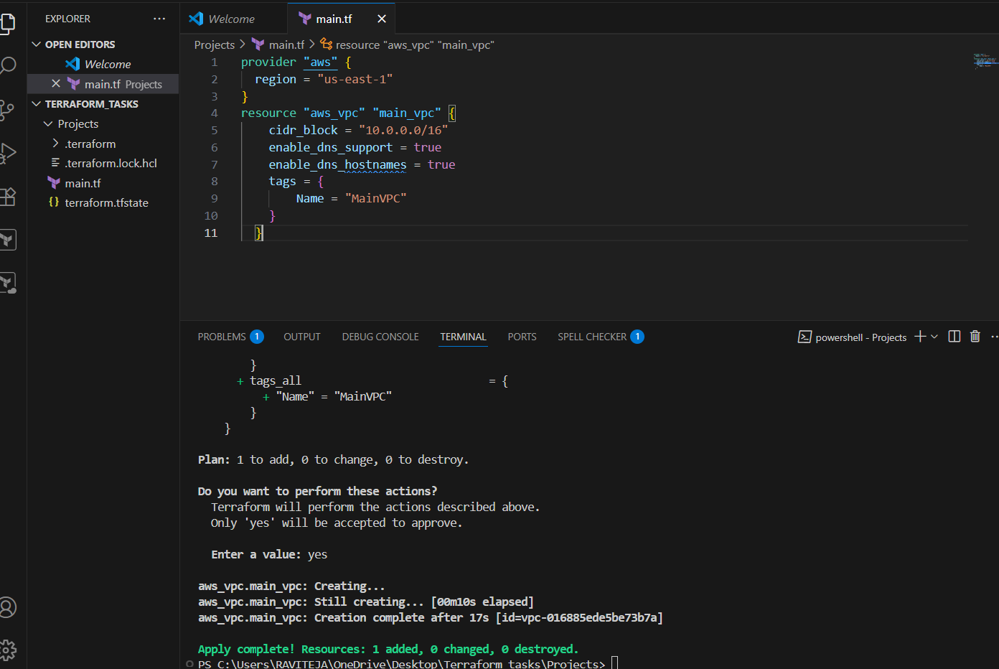 EXPLORER
OPEN EDITORS
Welcome
main.tf Projects
TERRAFORM_TASKS
Projects
.terraform
.terraform.lock.hcl
main.tf
terraform.tfstate
Welcome
main.tf
Projects > main.tf > resource "aws_vpc" "main_vpc"
1 provider "aws" {
2 region = "us-east-1"
3 }
4 resource "aws_vpc" "main_vpc" {
5 cidr_block = "10.0.0.0/16"
6 enable_dns_support = true
7 enable_dns_hostnames = true
8 tags = {
9 Name = "MainVPC"
10 }
11 }
PROBLEMS 1 OUTPUT DEBUG CONSOLE TERMINAL PORTS SPELL CHECKER 1 powershell - Projects
}
+ tags_all = {
+ "Name" = "MainVPC"
}
}
Plan: 1 to add, 0 to change, 0 to destroy.
Do you want to perform these actions?
Terraform will perform the actions described above.
Only 'yes' will be accepted to approve.
Enter a value: yes
aws_vpc.main_vpc: Creating...
aws_vpc.main_vpc: Still creating... [00m10s elapsed]
aws_vpc.main_vpc: Creation complete after 17s [id=vpc-016885ede5be73b7a]
Apply complete! Resources: 1 added, 0 changed, 0 destroyed.
PS C:\Users\RAVITEJA\OneDrive\Desktop\Terraform_tasks\Projects>